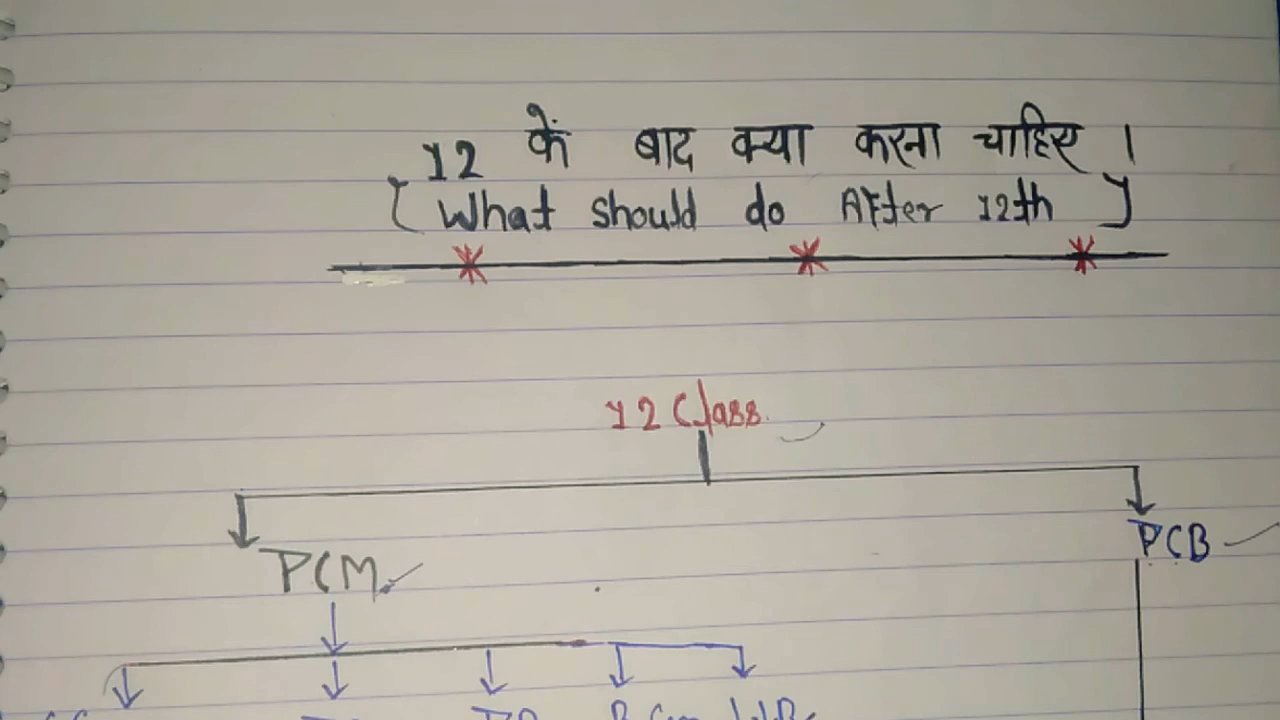 12 कें बाद क्या करना चाहिए ।
{ What should do After 12th }
12 Class.
PCM
PCB